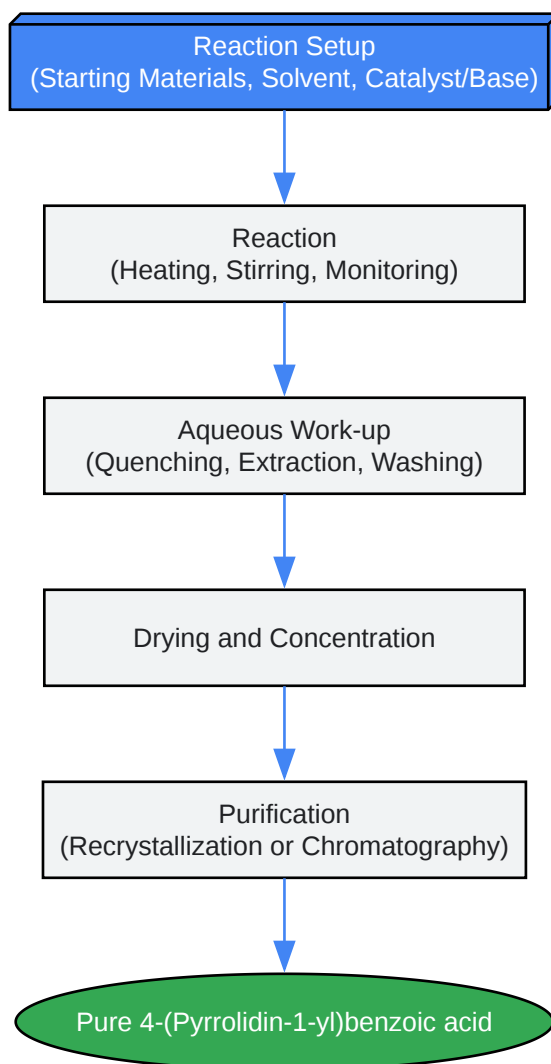 Reaction Setup
(Starting Materials, Solvent, Catalyst/Base)
Reaction
(Heating, Stirring, Monitoring)
Aqueous Work-up
(Quenching, Extraction, Washing)
Drying and Concentration
Purification
(Recrystallization or Chromatography)
Pure 4-(Pyrrolidin-1-yl)benzoic acid